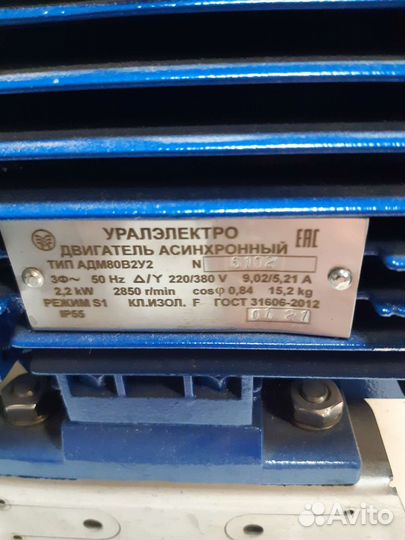 УРАЛЭЛЕКТРО
ДВИГАТЕЛЬ АСИНХРОННЫЙ
EAC
ТИП АДМ80В2У2 N
3Ф~ 50 Hz Δ/Y 220/380 V 9,02/5,21 А
2,2 kW 2850 r/min cosφ 0,84 15,2 kg
РЕЖИМ S1 КЛ.ИЗОЛ. F ГОСТ 31606-2012
IP55
Avito